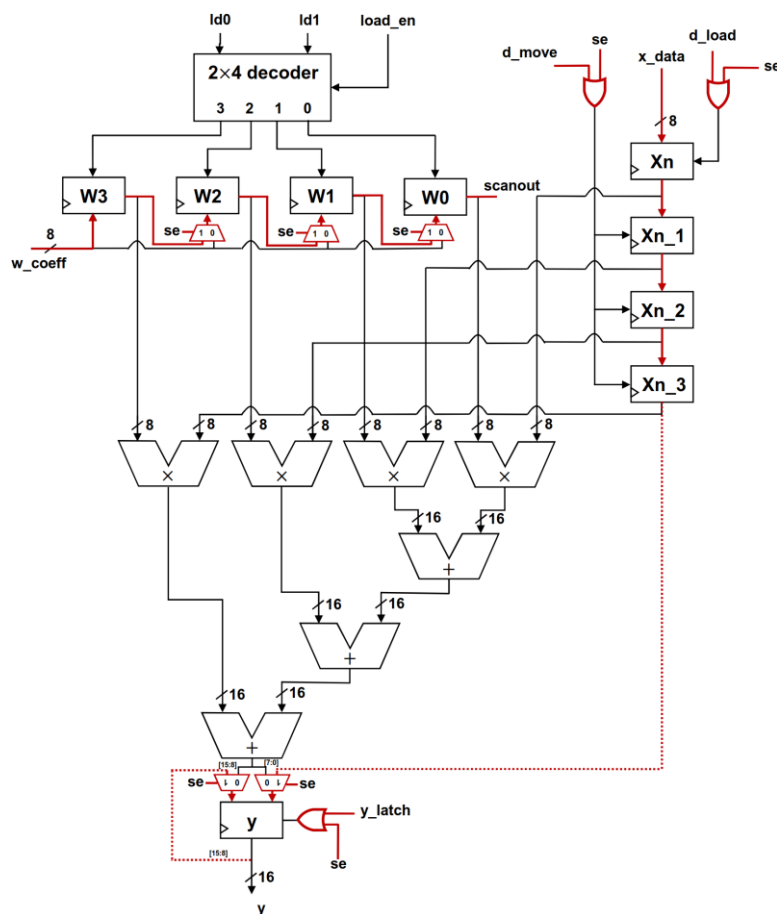 ld0 ld1 load_en
d_move se x_data d_load se
2×4 decoder
3 2 1 0
8
W3 W2 W1 W0 scanout
Xn
8
w_coeff
se 1 0 se 1 0 se 1 0
Xn_1
Xn_2
Xn_3
8 8 8 8 8 8 8 8
× × × ×
16 16
+
16 16
+
16 16
+
[15:8] [7:0]
se 1 0 0 1 se
y
y_latch
se
[15:8]
16
y